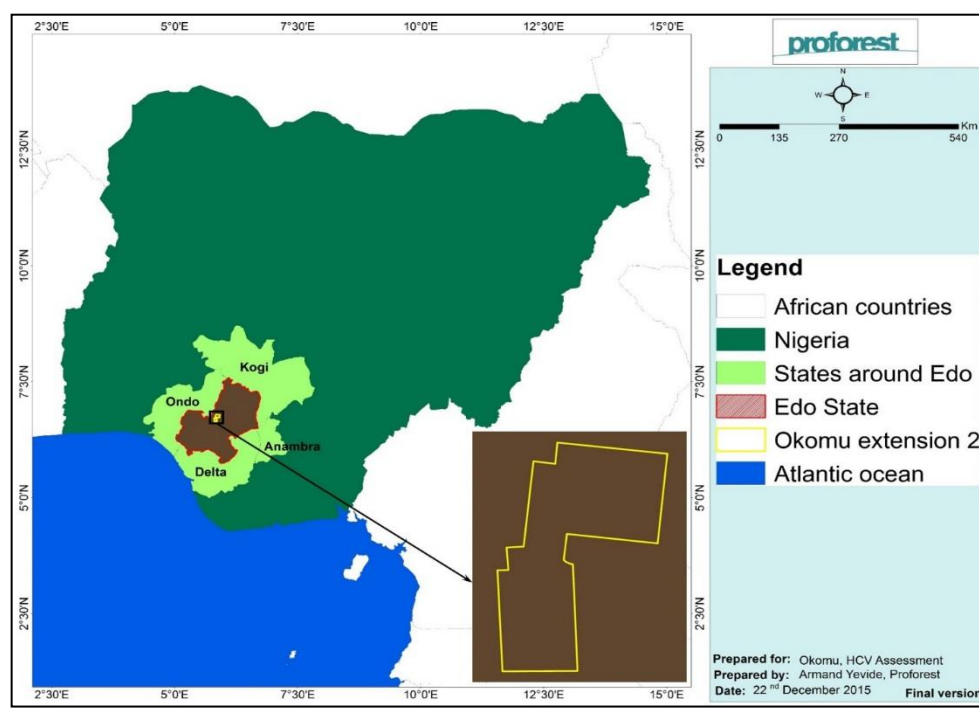 2°30'E 5°0'E 7°30'E 10°0'E 12°30'E 15°0'E
proforest
N
W E
S
Km
0 135 270 540
12°30'N 12°30'N
10°0'N 10°0'N
7°30'N 7°30'N
5°0'N 5°0'N
2°30'N 2°30'N
Kogi
Ondo
Anambra
Delta
Legend
African countries
Nigeria
States around Edo
Edo State
Okomu extension 2
Atlantic ocean
Prepared for: Okomu, HCV Assessment
Prepared by: Armand Yevide, Proforest
Date: 22 nd December 2015 Final version
2°30'E 5°0'E 7°30'E 10°0'E 12°30'E 15°0'E